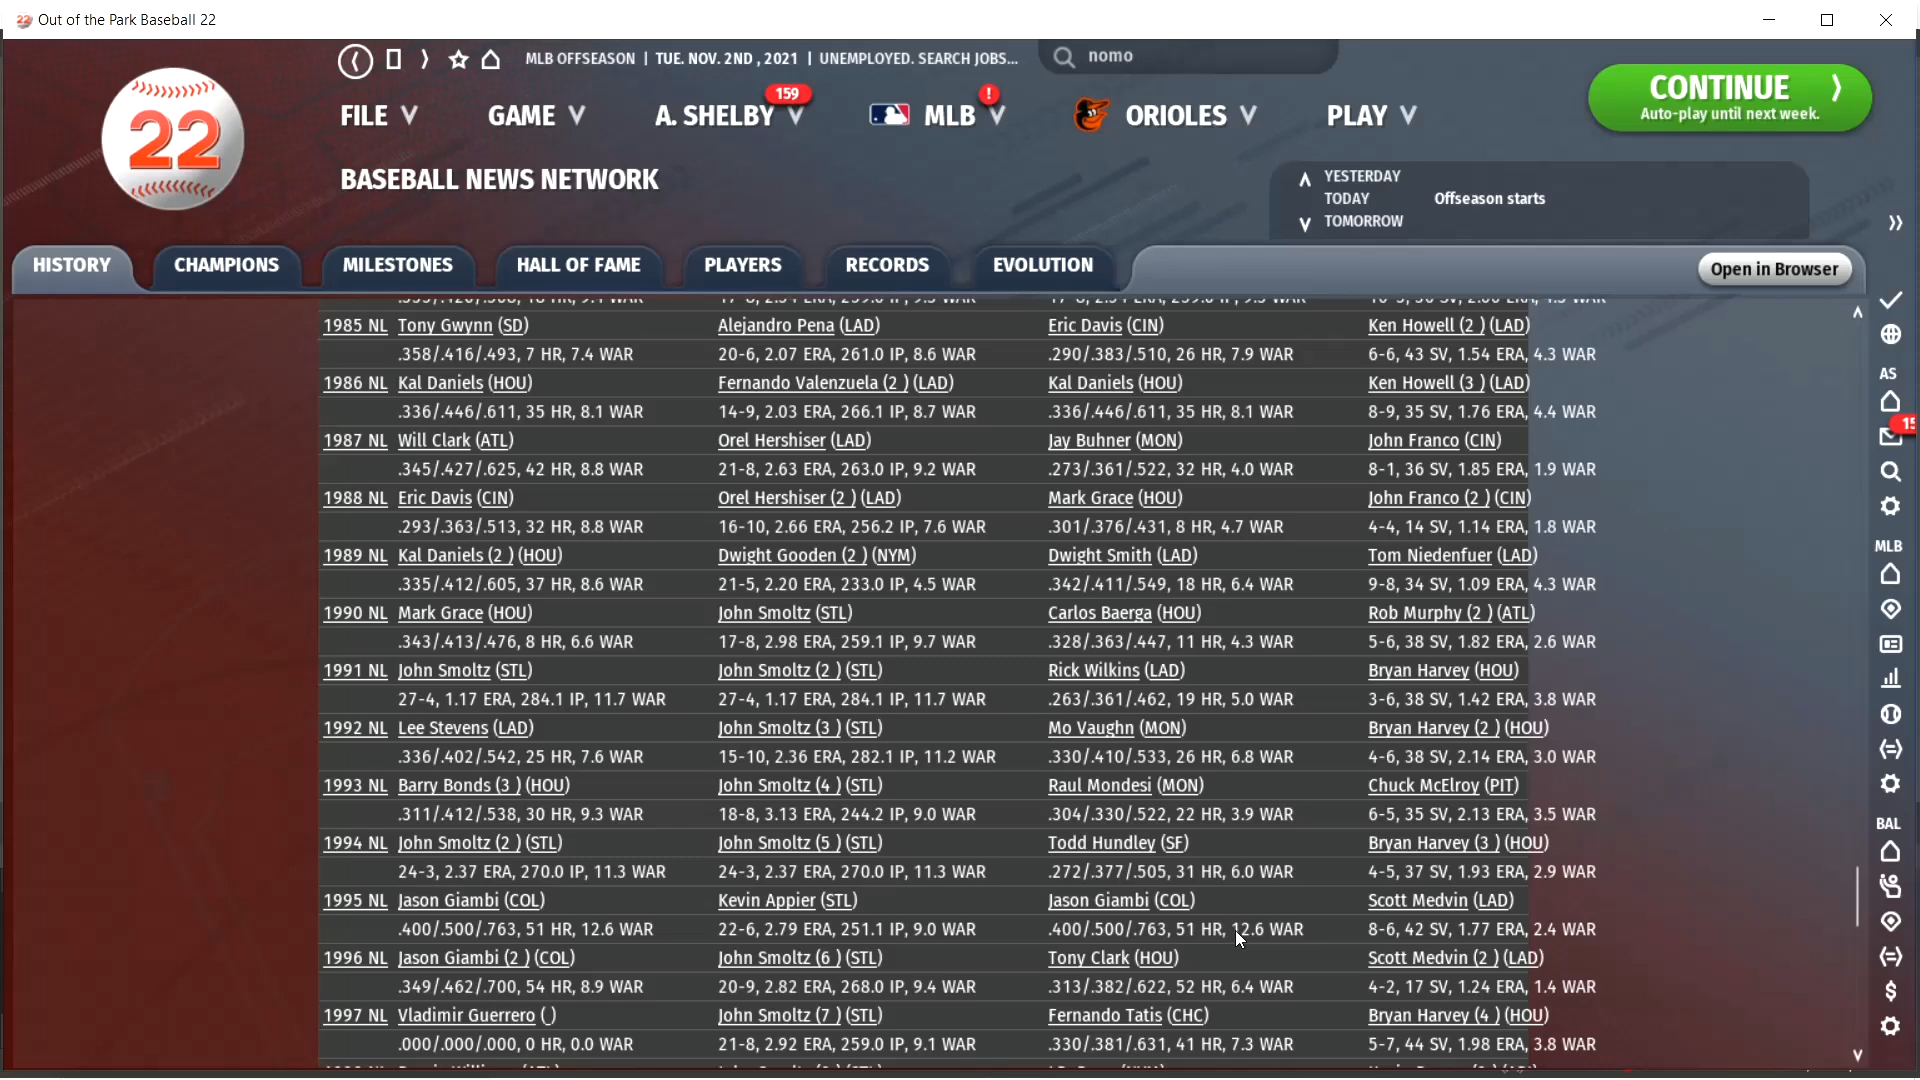 Out of the Park Baseball 22
MLB OFFSEASON | TUE. NOV. 2ND , 2021 | UNEMPLOYED. SEARCH JOBS...
nomo
22
FILE
GAME
A. SHELBY
159
MLB
!
ORIOLES
PLAY
CONTINUE
Auto-play until next week.
BASEBALL NEWS NETWORK
YESTERDAY
TODAY
Offseason starts
TOMORROW
HISTORY
CHAMPIONS
MILESTONES
HALL OF FAME
PLAYERS
RECORDS
EVOLUTION
Open in Browser
1985 NL Tony Gwynn (SD) Alejandro Pena (LAD) Eric Davis (CIN) Ken Howell (2 ) (LAD)
.358/.416/.493, 7 HR, 7.4 WAR 20-6, 2.07 ERA, 261.0 IP, 8.6 WAR .290/.383/.510, 26 HR, 7.9 WAR 6-6, 43 SV, 1.54 ERA, 4.3 WAR
1986 NL Kal Daniels (HOU) Fernando Valenzuela (2 ) (LAD) Kal Daniels (HOU) Ken Howell (3 ) (LAD)
.336/.446/.611, 35 HR, 8.1 WAR 14-9, 2.03 ERA, 266.1 IP, 8.7 WAR .336/.446/.611, 35 HR, 8.1 WAR 8-9, 35 SV, 1.76 ERA, 4.4 WAR
1987 NL Will Clark (ATL) Orel Hershiser (LAD) Jay Buhner (MON) John Franco (CIN)
.345/.427/.625, 42 HR, 8.8 WAR 21-8, 2.63 ERA, 263.0 IP, 9.2 WAR .273/.361/.522, 32 HR, 4.0 WAR 8-1, 36 SV, 1.85 ERA, 1.9 WAR
1988 NL Eric Davis (CIN) Orel Hershiser (2 ) (LAD) Mark Grace (HOU) John Franco (2 ) (CIN)
.293/.363/.513, 32 HR, 8.8 WAR 16-10, 2.66 ERA, 256.2 IP, 7.6 WAR .301/.376/.431, 8 HR, 4.7 WAR 4-4, 14 SV, 1.14 ERA, 1.8 WAR
1989 NL Kal Daniels (2 ) (HOU) Dwight Gooden (2 ) (NYM) Dwight Smith (LAD) Tom Niedenfuer (LAD)
.335/.412/.605, 37 HR, 8.6 WAR 21-5, 2.20 ERA, 233.0 IP, 4.5 WAR .342/.411/.549, 18 HR, 6.4 WAR 9-8, 34 SV, 1.09 ERA, 4.3 WAR
1990 NL Mark Grace (HOU) John Smoltz (STL) Carlos Baerga (HOU) Rob Murphy (2 ) (ATL)
.343/.413/.476, 8 HR, 6.6 WAR 17-8, 2.98 ERA, 259.1 IP, 9.7 WAR .328/.363/.447, 11 HR, 4.3 WAR 5-6, 38 SV, 1.82 ERA, 2.6 WAR
1991 NL John Smoltz (STL) John Smoltz (2 ) (STL) Rick Wilkins (LAD) Bryan Harvey (HOU)
27-4, 1.17 ERA, 284.1 IP, 11.7 WAR 27-4, 1.17 ERA, 284.1 IP, 11.7 WAR .263/.361/.462, 19 HR, 5.0 WAR 3-6, 38 SV, 1.42 ERA, 3.8 WAR
1992 NL Lee Stevens (LAD) John Smoltz (3 ) (STL) Mo Vaughn (MON) Bryan Harvey (2 ) (HOU)
.336/.402/.542, 25 HR, 7.6 WAR 15-10, 2.36 ERA, 282.1 IP, 11.2 WAR .330/.410/.533, 26 HR, 6.8 WAR 4-6, 38 SV, 2.14 ERA, 3.0 WAR
1993 NL Barry Bonds (3 ) (HOU) John Smoltz (4 ) (STL) Raul Mondesi (MON) Chuck McElroy (PIT)
.311/.412/.538, 30 HR, 9.3 WAR 18-8, 3.13 ERA, 244.2 IP, 9.0 WAR .304/.330/.522, 22 HR, 3.9 WAR 6-5, 35 SV, 2.13 ERA, 3.5 WAR
1994 NL John Smoltz (2 ) (STL) John Smoltz (5 ) (STL) Todd Hundley (SF) Bryan Harvey (3 ) (HOU)
24-3, 2.37 ERA, 270.0 IP, 11.3 WAR 24-3, 2.37 ERA, 270.0 IP, 11.3 WAR .272/.377/.505, 31 HR, 6.0 WAR 4-5, 37 SV, 1.93 ERA, 2.9 WAR
1995 NL Jason Giambi (COL) Kevin Appier (STL) Jason Giambi (COL) Scott Medvin (LAD)
.400/.500/.763, 51 HR, 12.6 WAR 22-6, 2.79 ERA, 251.1 IP, 9.0 WAR .400/.500/.763, 51 HR, 12.6 WAR 8-6, 42 SV, 1.77 ERA, 2.4 WAR
1996 NL Jason Giambi (2 ) (COL) John Smoltz (6 ) (STL) Tony Clark (HOU) Scott Medvin (2 ) (LAD)
.349/.462/.700, 54 HR, 8.9 WAR 20-9, 2.82 ERA, 268.0 IP, 9.4 WAR .313/.382/.622, 52 HR, 6.4 WAR 4-2, 17 SV, 1.24 ERA, 1.4 WAR
1997 NL Vladimir Guerrero ( ) John Smoltz (7 ) (STL) Fernando Tatis (CHC) Bryan Harvey (4 ) (HOU)
.000/.000/.000, 0 HR, 0.0 WAR 21-8, 2.92 ERA, 259.0 IP, 9.1 WAR .330/.381/.631, 41 HR, 7.3 WAR 5-7, 44 SV, 1.98 ERA, 3.8 WAR
AS
15
MLB
BAL
$